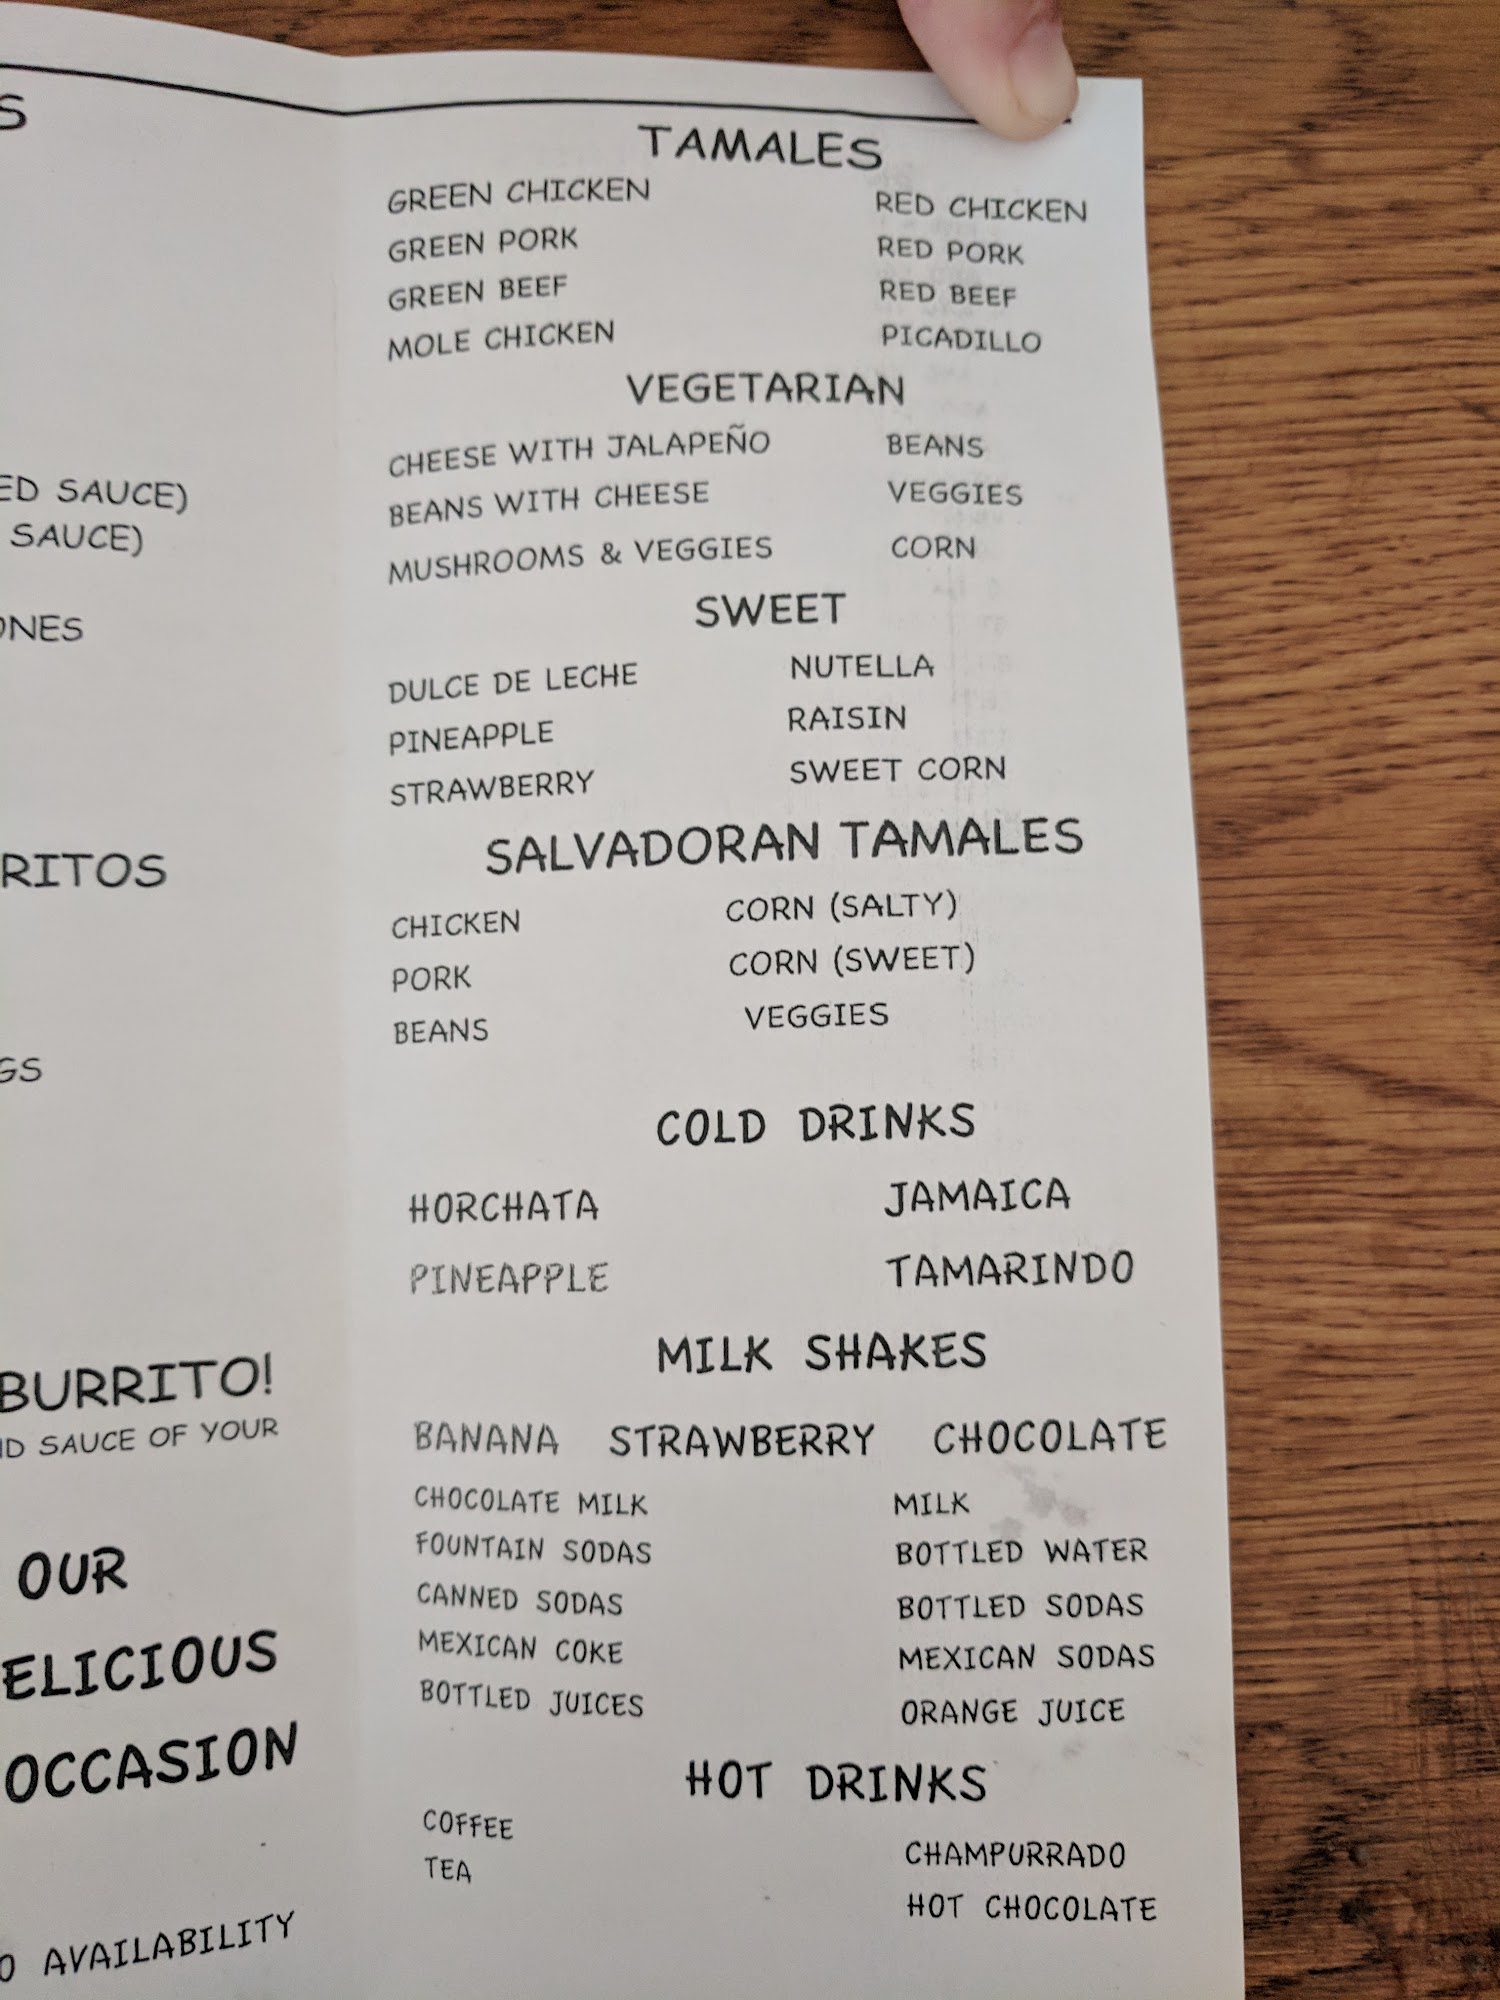 S
ED SAUCE)
SAUCE)
ONES
RITOS
GS
BURRITO!
ND SAUCE OF YOUR
OUR
ELICIOUS
OCCASION
O AVAILABILITY
TAMALES
GREEN CHICKEN RED CHICKEN
GREEN PORK RED PORK
GREEN BEEF RED BEEF
MOLE CHICKEN PICADILLO
VEGETARIAN
CHEESE WITH JALAPEÑO BEANS
BEANS WITH CHEESE VEGGIES
MUSHROOMS & VEGGIES CORN
SWEET
DULCE DE LECHE NUTELLA
PINEAPPLE RAISIN
STRAWBERRY SWEET CORN
SALVADORAN TAMALES
CHICKEN CORN (SALTY)
PORK CORN (SWEET)
BEANS VEGGIES
COLD DRINKS
HORCHATA JAMAICA
PINEAPPLE TAMARINDO
MILK SHAKES
BANANA STRAWBERRY CHOCOLATE
CHOCOLATE MILK MILK
FOUNTAIN SODAS BOTTLED WATER
CANNED SODAS BOTTLED SODAS
MEXICAN COKE MEXICAN SODAS
BOTTLED JUICES ORANGE JUICE
HOT DRINKS
COFFEE CHAMPURRADO
TEA HOT CHOCOLATE